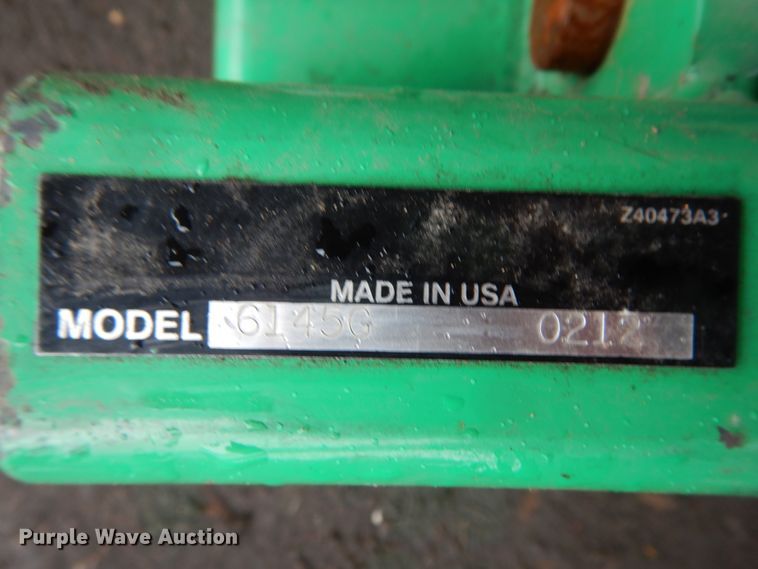 Z40473A3
MADE IN USA
MODEL 6145G 0212
Purple Wave Auction